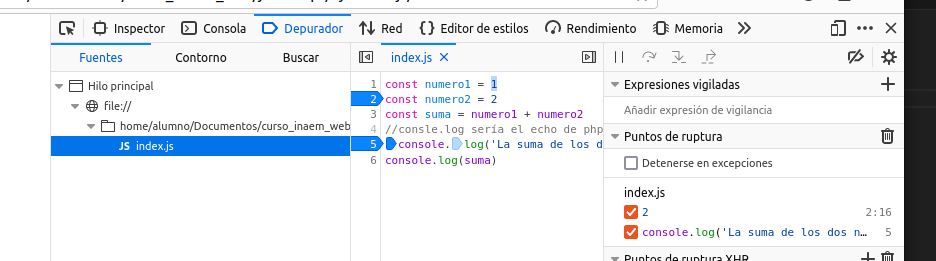 Inspector Consola Depurador Red Editor de estilos Rendimiento Memoria
Fuentes Contorno Buscar
Hilo principal
file://
home/alumno/Documentos/curso_inaem_web
JS index.js
index.js
1 const numero1 = 1
2 const numero2 = 2
3 const suma = numero1 + numero2
4 //consle.log sería el echo de php
5 console.log('La suma de los d
6 console.log(suma)
Expresiones vigiladas
Añadir expresión de vigilancia
Puntos de ruptura
Detenerse en excepciones
index.js
2 2:16
console.log('La suma de los dos n… 5
Puntos de ruptura XHR